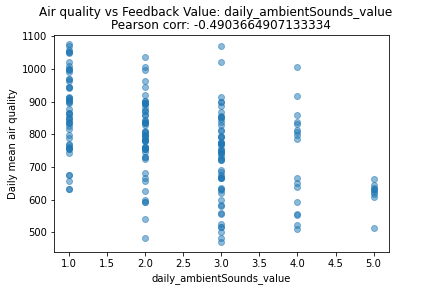 Air quality vs Feedback Value: daily_ambientSounds_value
Pearson corr: -0.4903664907133334
1100
1000
900
800
700
600
500
Daily mean air quality
1.0 1.5 2.0 2.5 3.0 3.5 4.0 4.5 5.0
daily_ambientSounds_value